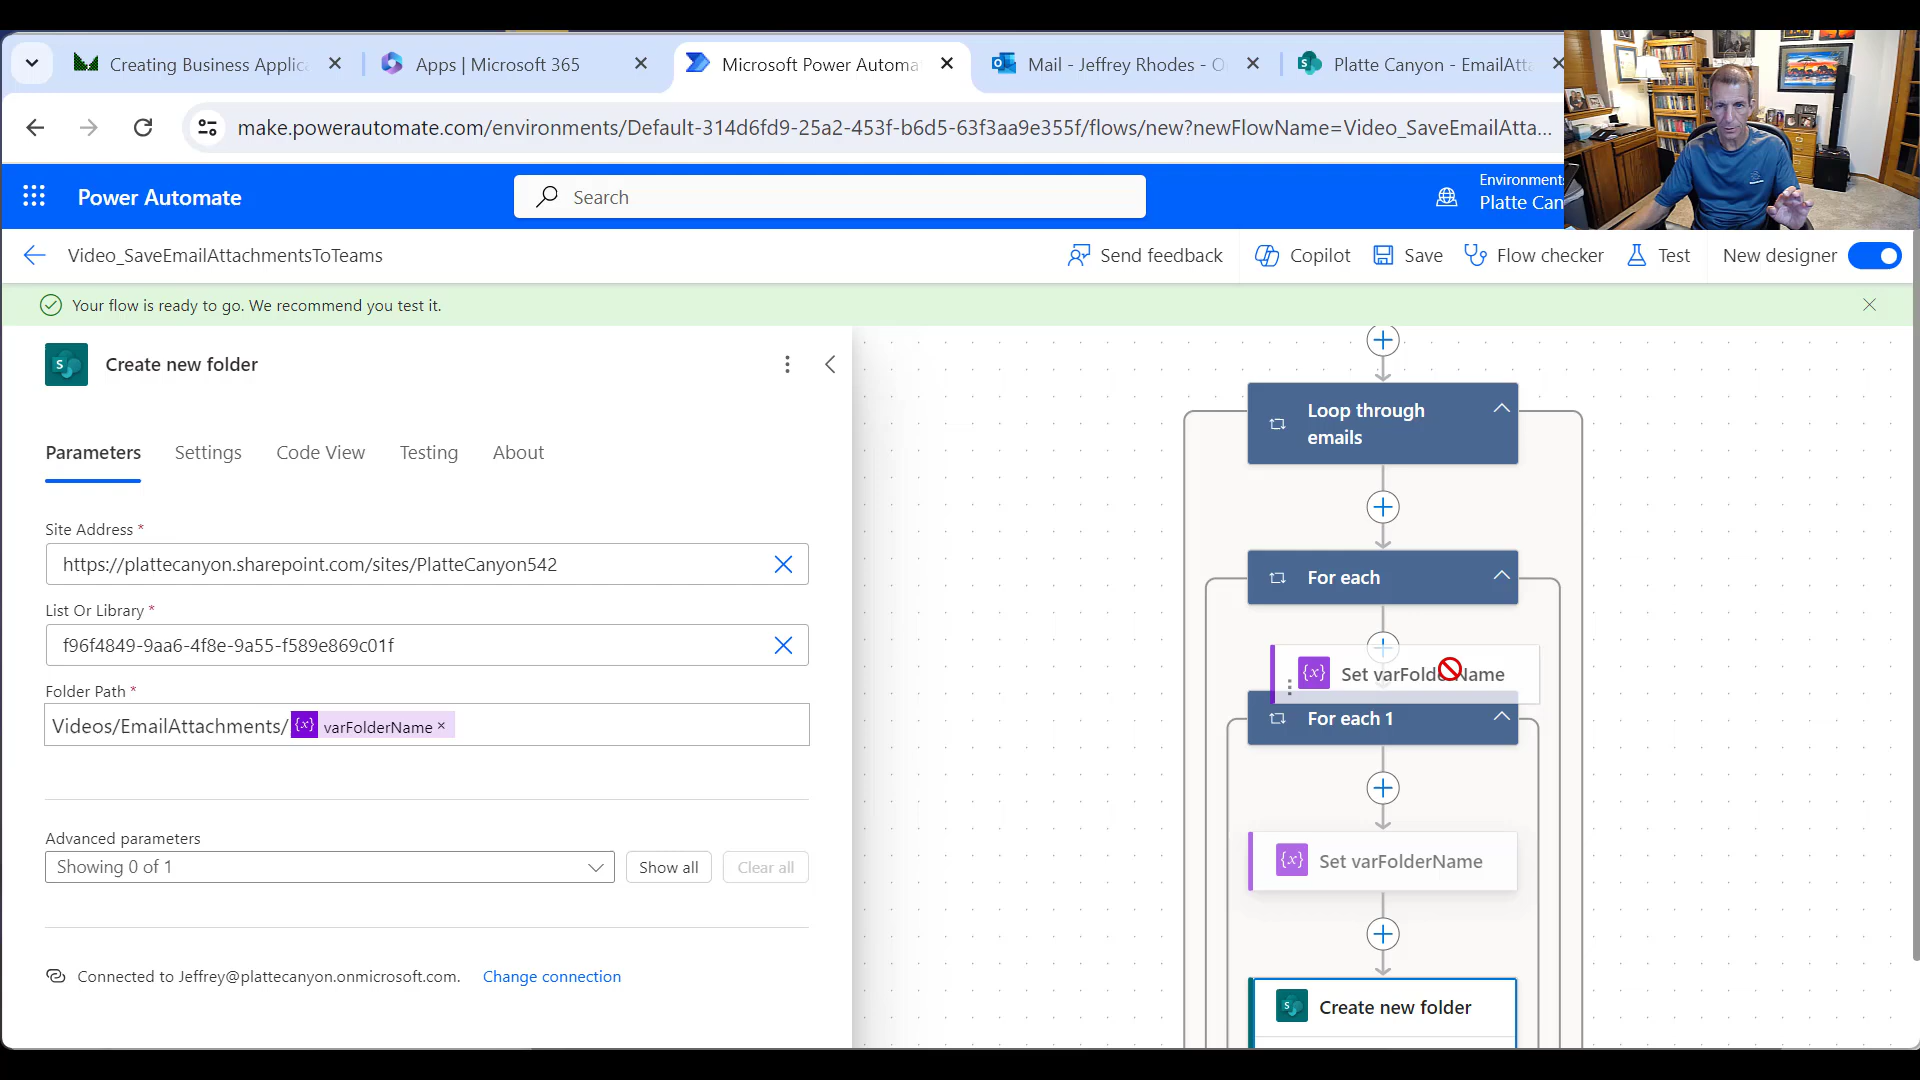 Creating Business Applica
Apps | Microsoft 365
Microsoft Power Automa
Mail - Jeffrey Rhodes - O
Platte Canyon - EmailAtta
make.powerautomate.com/environments/Default-314d6fd9-25a2-453f-b6d5-63f3aa9e355f/flows/new?newFlowName=Video_SaveEmailAtta...
Power Automate
Search
Environment
Platte Can
Video_SaveEmailAttachmentsToTeams
Send feedback
Copilot
Save
Flow checker
Test
New designer
Your flow is ready to go. We recommend you test it.
Create new folder
Parameters
Settings
Code View
Testing
About
Site Address *
https://plattecanyon.sharepoint.com/sites/PlatteCanyon542
List Or Library *
f96f4849-9aa6-4f8e-9a55-f589e869c01f
Folder Path *
Videos/EmailAttachments/ {x} varFolderName ×
Advanced parameters
Showing 0 of 1
Show all
Clear all
Connected to Jeffrey@plattecanyon.onmicrosoft.com.
Change connection
Loop through
emails
For each
{x} Set varFolderName
For each 1
{x} Set varFolderName
Create new folder